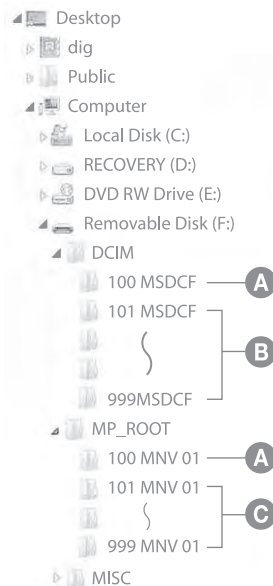 Desktop
dig
Public
Computer
Local Disk (C:)
RECOVERY (D:)
DVD RW Drive (E:)
Removable Disk (F:)
DCIM
100 MSDCF A
101 MSDCF
B
999MSDCF
MP_ROOT
100 MNV 01 A
101 MNV 01
C
999 MNV 01
MISC